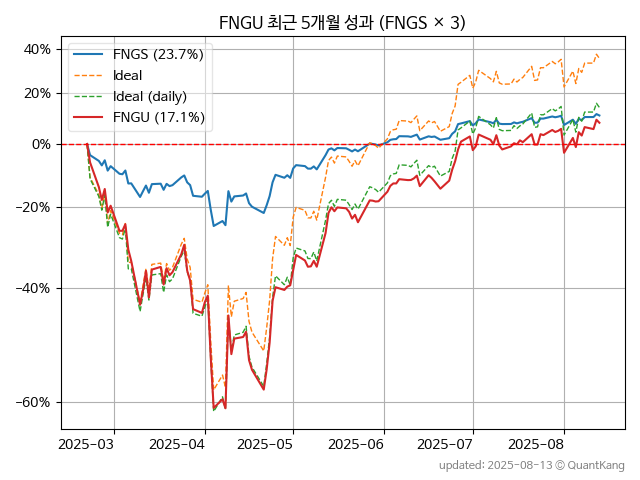 FNGU 최근 5개월 성과 (FNGS × 3)
FNGS (23.7%)
Ideal
Ideal (daily)
FNGU (17.1%)
40%
20%
0%
−20%
−40%
−60%
2025-03 2025-04 2025-05 2025-06 2025-07 2025-08
updated: 2025-08-13 © QuantKang